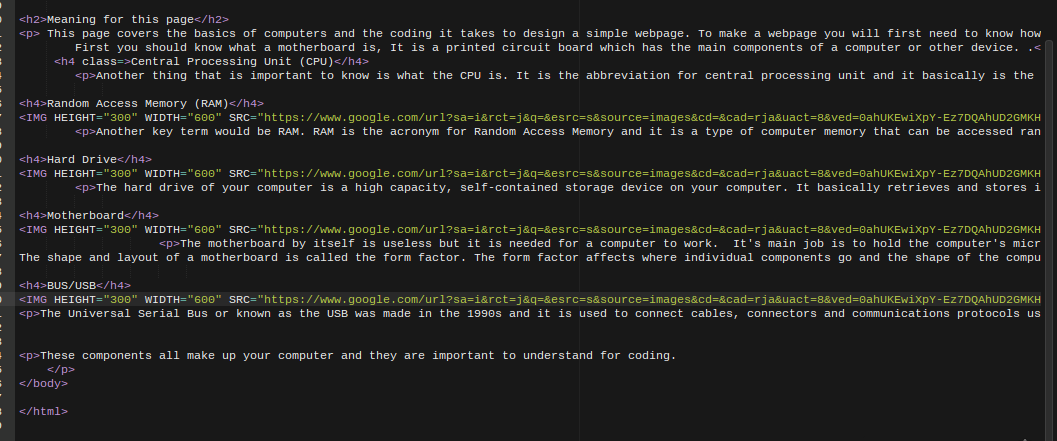 <h2>Meaning for this page</h2>
<p> This page covers the basics of computers and the coding it takes to design a simple webpage. To make a webpage you will first need to know how
First you should know what a motherboard is, It is a printed circuit board which has the main components of a computer or other device. .<
<h4 class=>Central Processing Unit (CPU)</h4>
<p>Another thing that is important to know is what the CPU is. It is the abbreviation for central processing unit and it basically is the
<h4>Random Access Memory (RAM)</h4>
<IMG HEIGHT="300" WIDTH="600" SRC="https://www.google.com/url?sa=i&rct=j&q=&esrc=s&source=images&cd=&cad=rja&uact=8&ved=0ahUKEwiXpY-Ez7DQAhUD2GMKH
<p>Another key term would be RAM. RAM is the acronym for Random Access Memory and it is a type of computer memory that can be accessed ran
<h4>Hard Drive</h4>
<IMG HEIGHT="300" WIDTH="600" SRC="https://www.google.com/url?sa=i&rct=j&q=&esrc=s&source=images&cd=&cad=rja&uact=8&ved=0ahUKEwiXpY-Ez7DQAhUD2GMKH
<p>The hard drive of your computer is a high capacity, self-contained storage device on your computer. It basically retrieves and stores i
<h4>Motherboard</h4>
<IMG HEIGHT="300" WIDTH="600" SRC="https://www.google.com/url?sa=i&rct=j&q=&esrc=s&source=images&cd=&cad=rja&uact=8&ved=0ahUKEwiXpY-Ez7DQAhUD2GMKH
<p>The motherboard by itself is useless but it is needed for a computer to work.  It's main job is to hold the computer's micr
The shape and layout of a motherboard is called the form factor. The form factor affects where individual components go and the shape of the compu
<h4>BUS/USB</h4>
<IMG HEIGHT="300" WIDTH="600" SRC="https://www.google.com/url?sa=i&rct=j&q=&esrc=s&source=images&cd=&cad=rja&uact=8&ved=0ahUKEwiXpY-Ez7DQAhUD2GMKH
<p>The Universal Serial Bus or known as the USB was made in the 1990s and it is used to connect cables, connectors and communications protocols us
<p>These components all make up your computer and they are important to understand for coding.
</p>
</body>
</html>